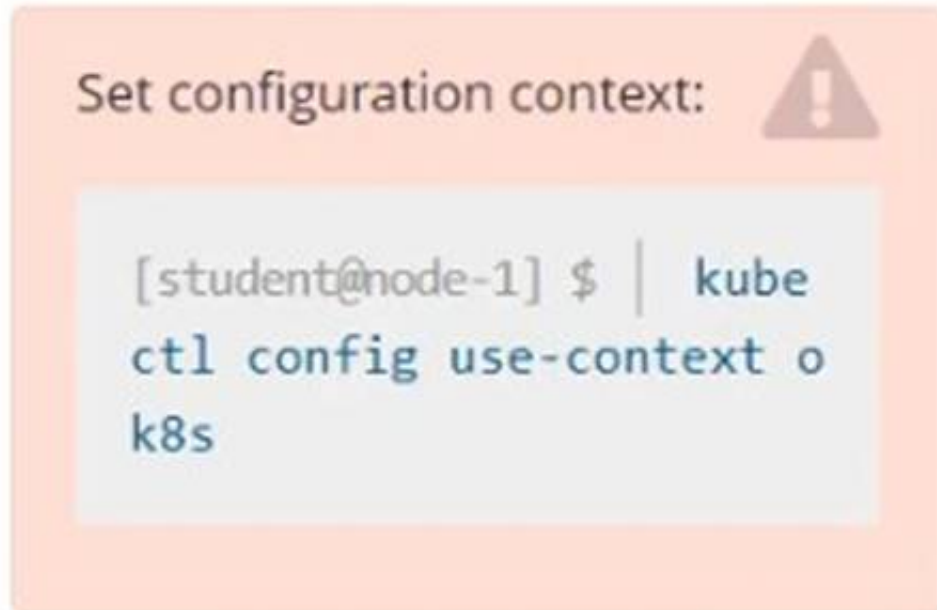 Set configuration context:
[student@node-1] $ | kube
ctl config use-context o
k8s